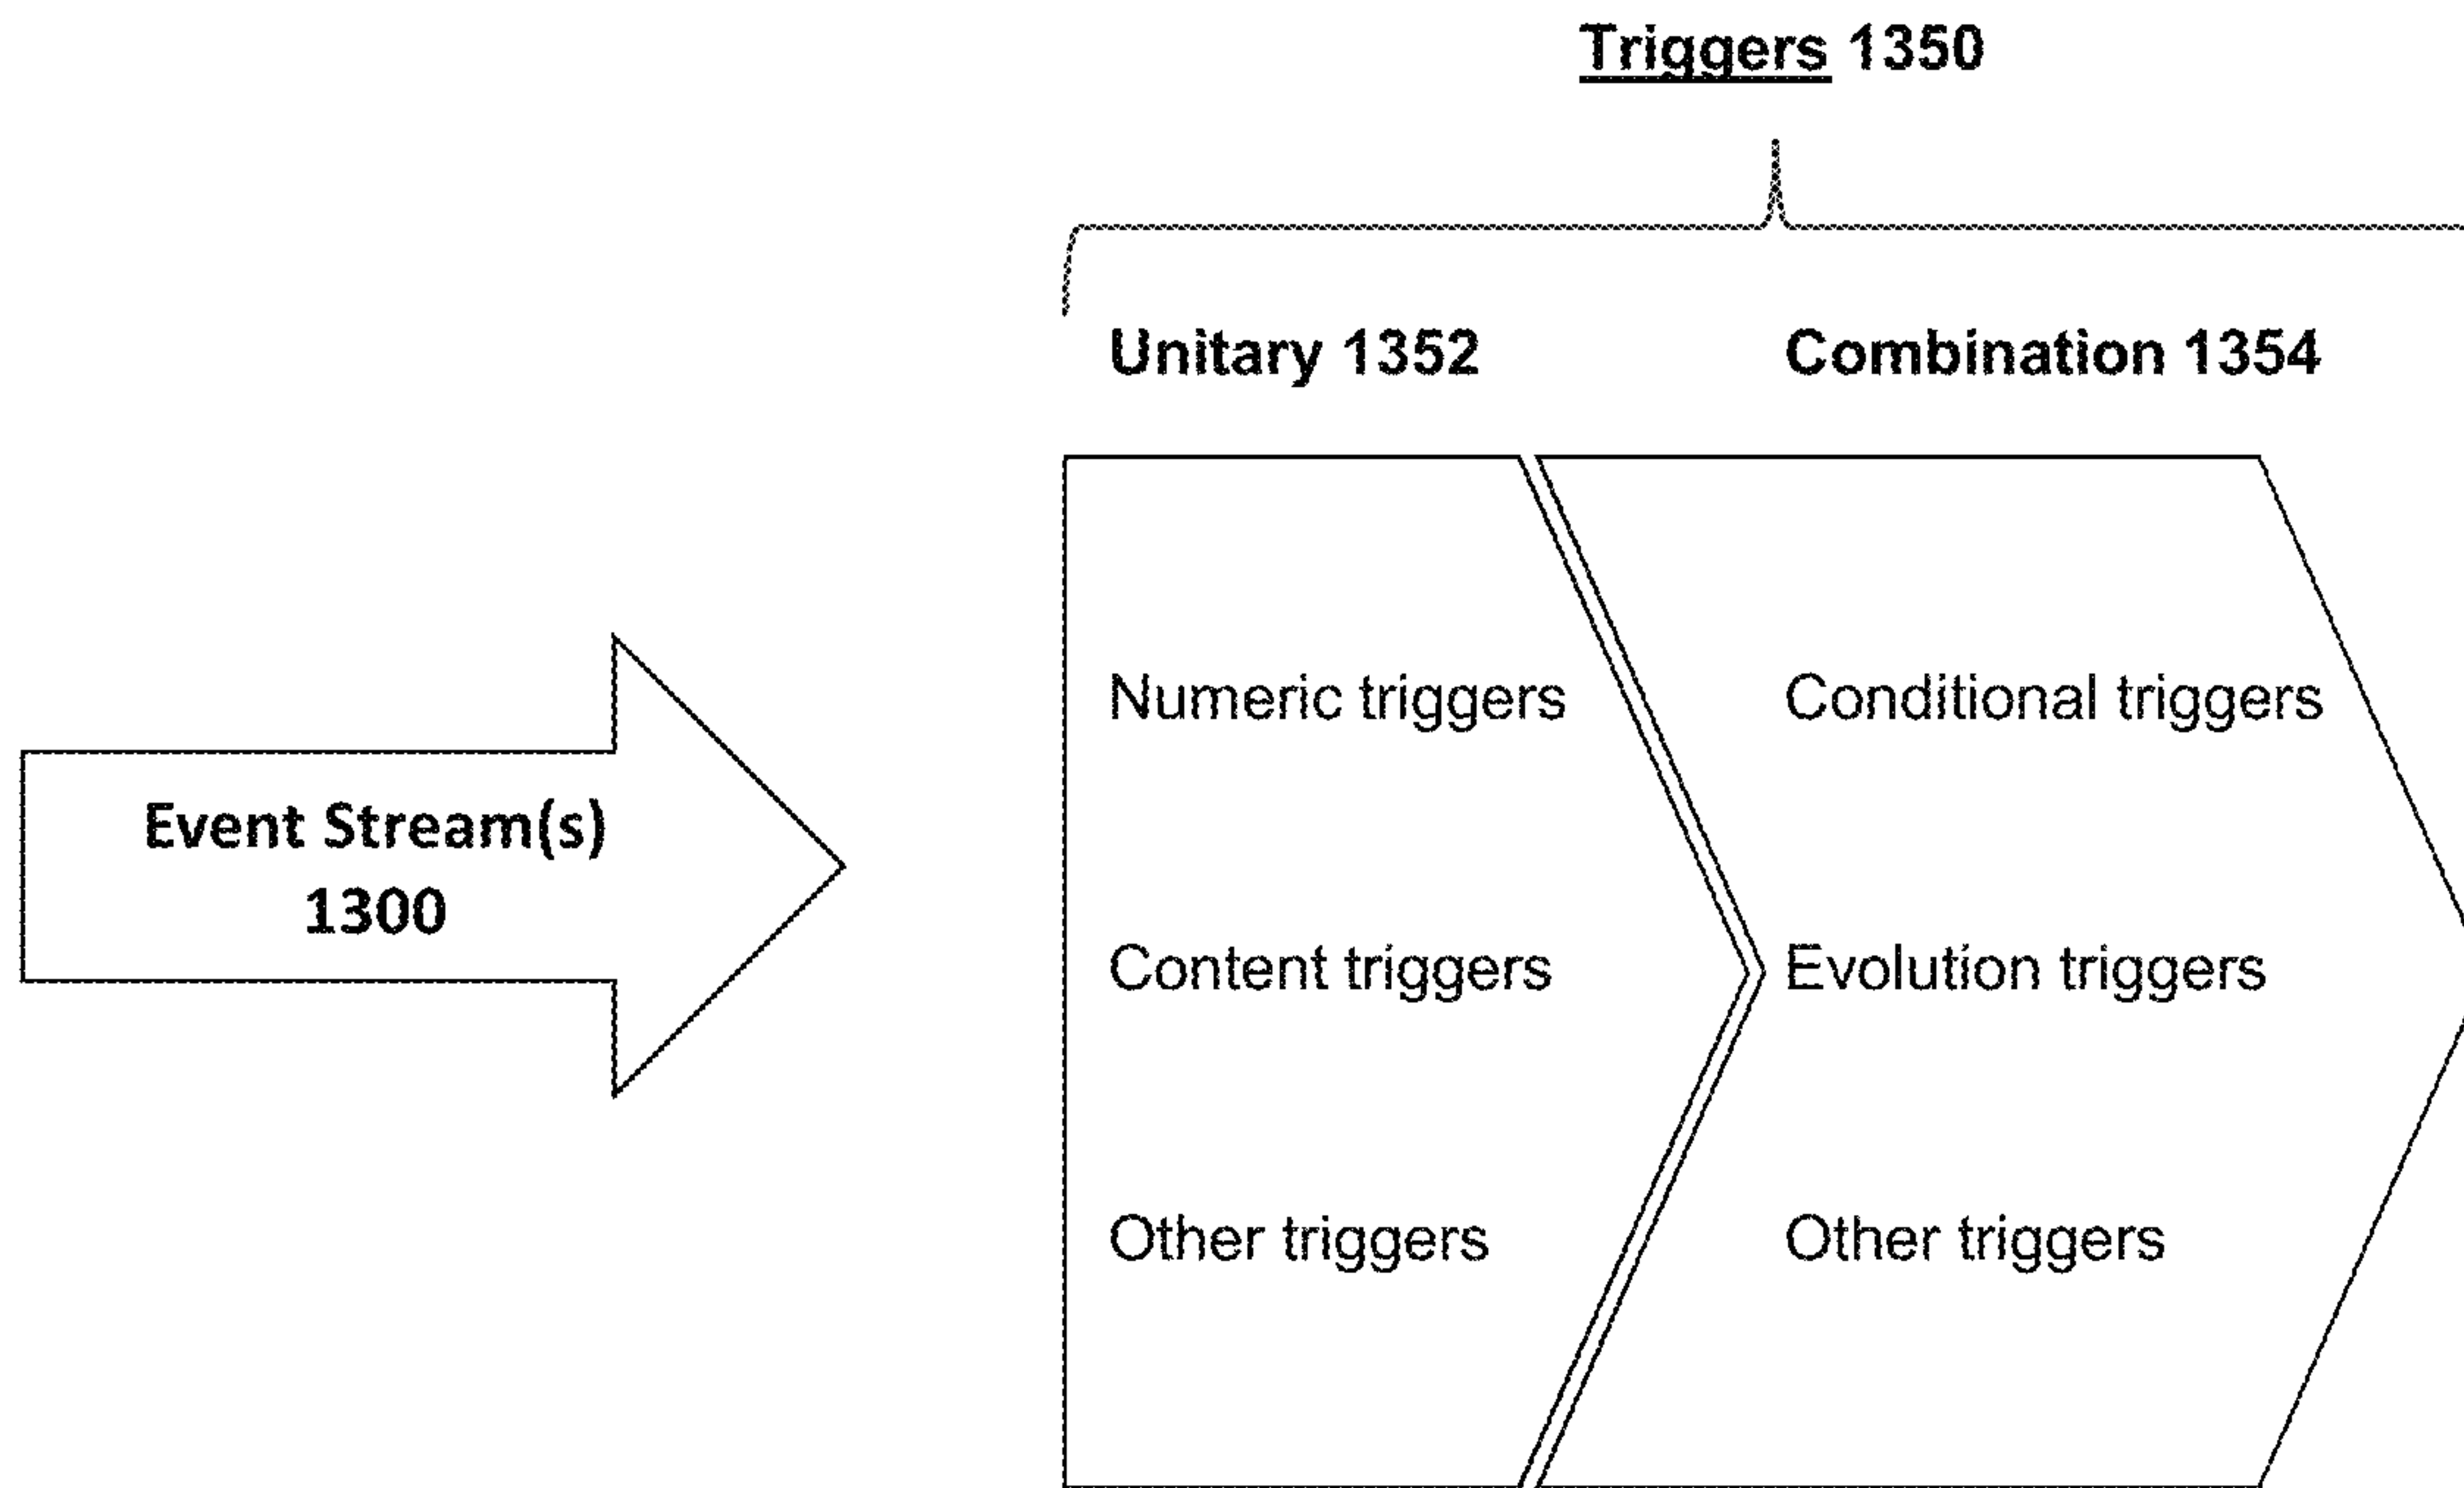 Triggers 1350
Unitary 1352
Combination 1354
Event Stream(s)
1300
Numeric triggers
Content triggers
Other triggers
Conditional triggers
Evolution triggers
Other triggers